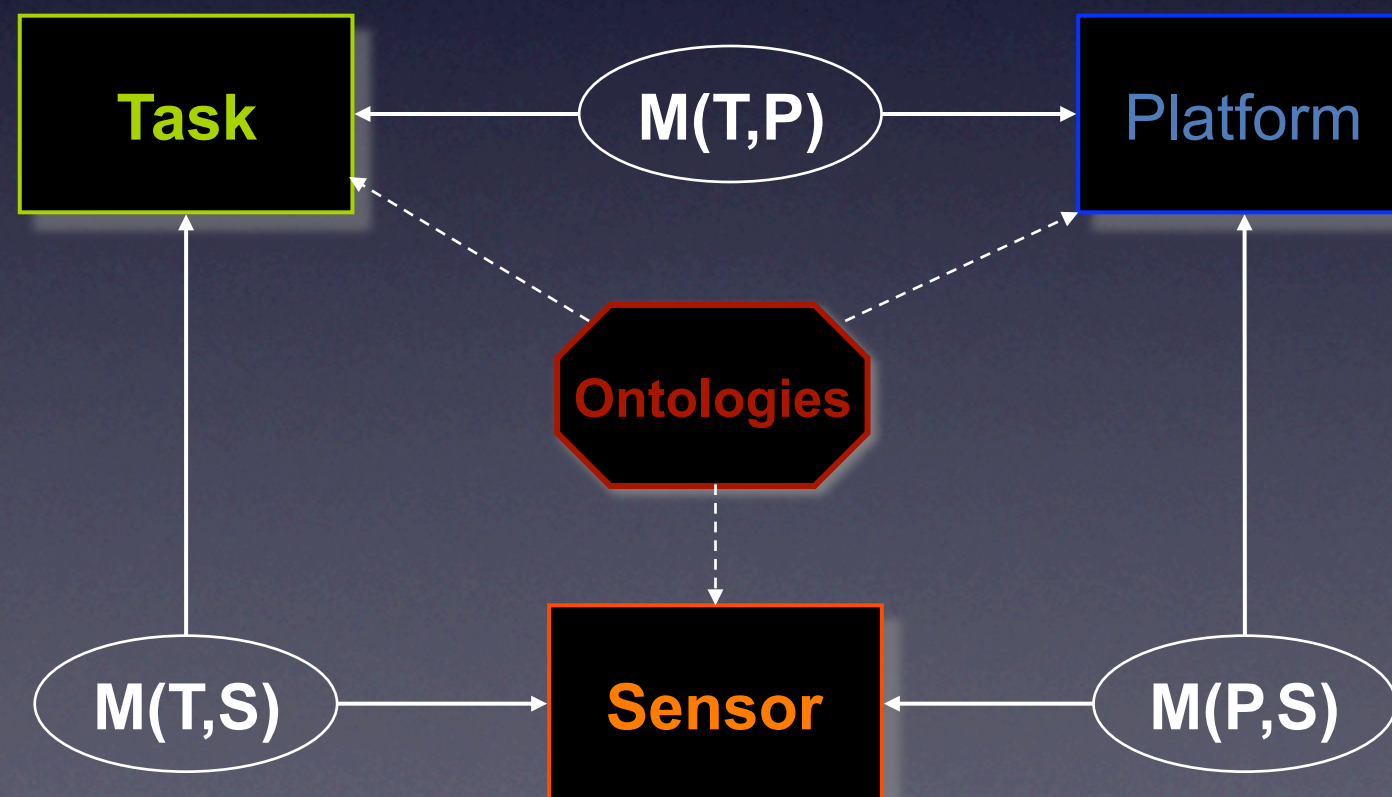 Task
M(T,P)
Platform
Ontologies
M(T,S)
Sensor
M(P,S)